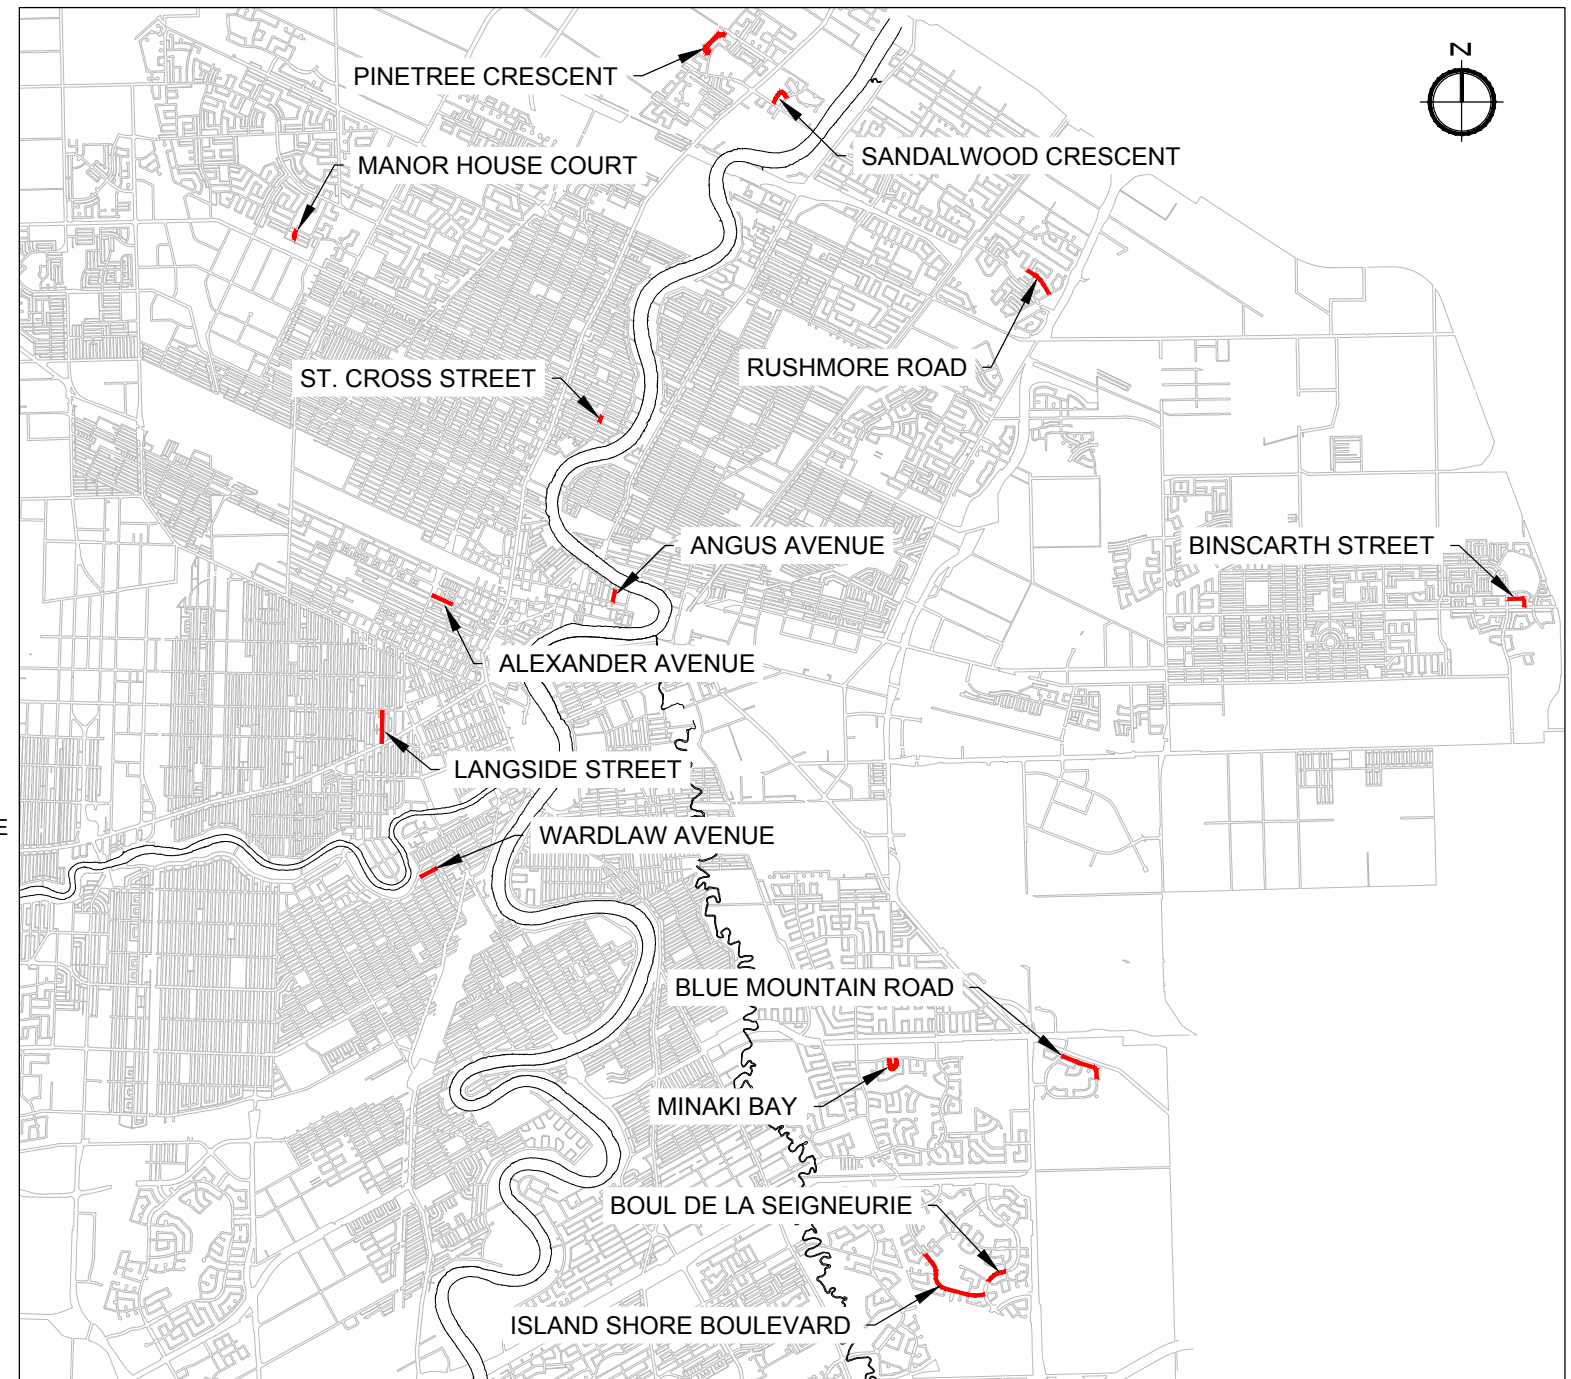 N
PINETREE CRESCENT
SANDALWOOD CRESCENT
MANOR HOUSE COURT
RUSHMORE ROAD
ST. CROSS STREET
ANGUS AVENUE
BINSCARTH STREET
ALEXANDER AVENUE
LANGSIDE STREET
E
WARDLAW AVENUE
BLUE MOUNTAIN ROAD
MINAKI BAY
BOUL DE LA SEIGNEURIE
ISLAND SHORE BOULEVARD